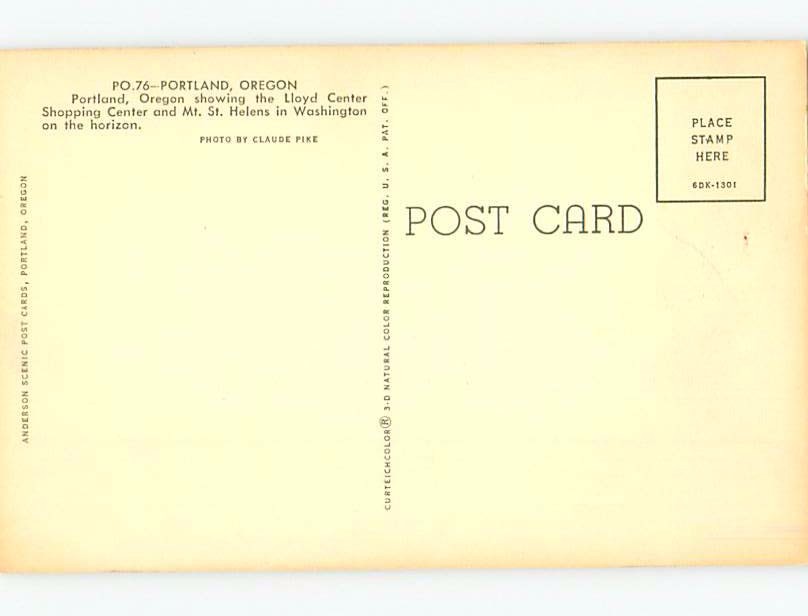 PO.76—PORTLAND, OREGON
Portland, Oregon showing the Lloyd Center
Shopping Center and Mt. St. Helens in Washington
on the horizon.
PHOTO BY CLAUDE PIKE
ANDERSON SCENIC POST CARDS, PORTLAND, OREGON
CURTEICHCOLOR® 3-D NATURAL COLOR REPRODUCTION (REG. U. S. A. PAT. OFF.)
POST CARD
PLACE
STAMP
HERE
6DK-1301